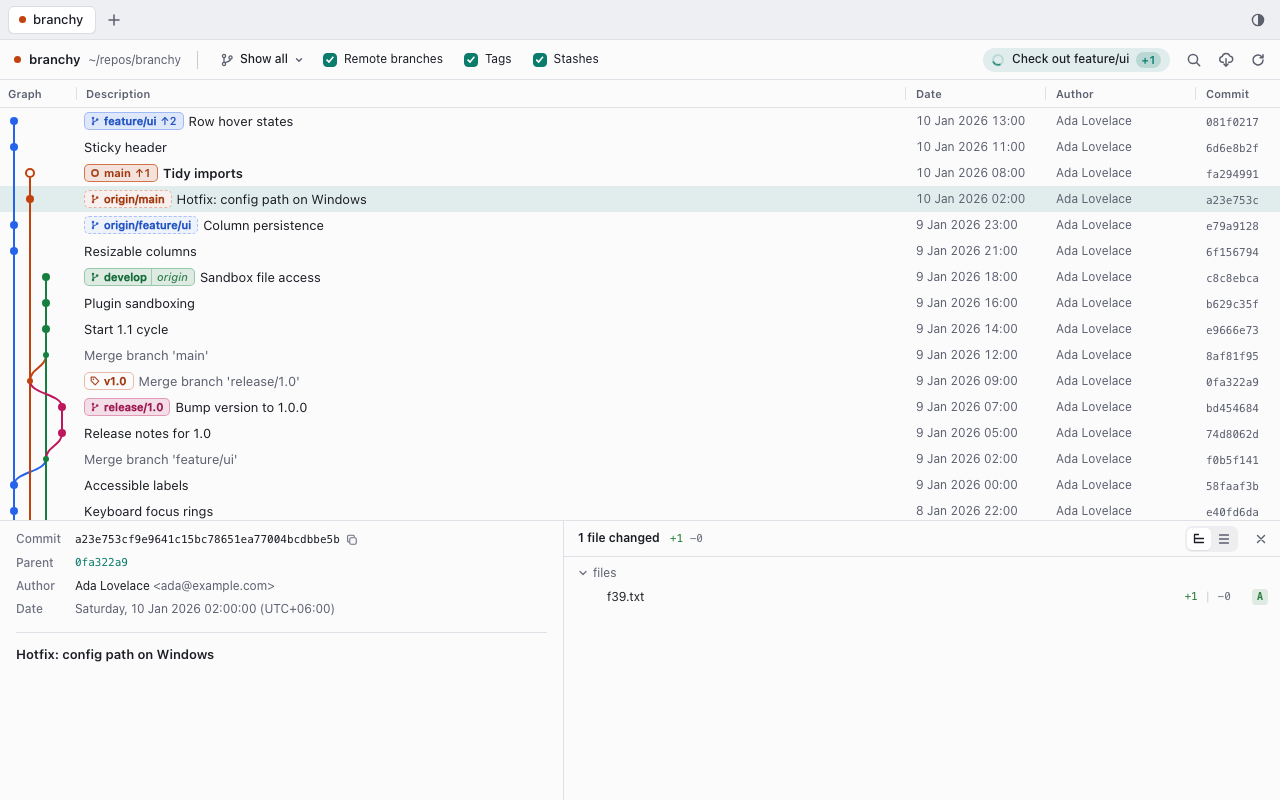 branchy
branchy ~/repos/branchy Show all Remote branches Tags Stashes Check out feature/ui +1
Graph Description Date Author Commit
feature/ui ↑2 Row hover states 10 Jan 2026 13:00 Ada Lovelace 081f0217
Sticky header 10 Jan 2026 11:00 Ada Lovelace 6d6e8b2f
main ↑1 Tidy imports 10 Jan 2026 08:00 Ada Lovelace fa294991
origin/main Hotfix: config path on Windows 10 Jan 2026 02:00 Ada Lovelace a23e753c
origin/feature/ui Column persistence 9 Jan 2026 23:00 Ada Lovelace e79a9128
Resizable columns 9 Jan 2026 21:00 Ada Lovelace 6f156794
develop origin Sandbox file access 9 Jan 2026 18:00 Ada Lovelace c8c8ebca
Plugin sandboxing 9 Jan 2026 16:00 Ada Lovelace b629c35f
Start 1.1 cycle 9 Jan 2026 14:00 Ada Lovelace e9666e73
Merge branch 'main' 9 Jan 2026 12:00 Ada Lovelace 8af81f95
v1.0 Merge branch 'release/1.0' 9 Jan 2026 09:00 Ada Lovelace 0fa322a9
release/1.0 Bump version to 1.0.0 9 Jan 2026 07:00 Ada Lovelace bd454684
Release notes for 1.0 9 Jan 2026 05:00 Ada Lovelace 74d8062d
Merge branch 'feature/ui' 9 Jan 2026 02:00 Ada Lovelace f0b5f141
Accessible labels 9 Jan 2026 00:00 Ada Lovelace 58faaf3b
Keyboard focus rings 8 Jan 2026 22:00 Ada Lovelace e40fd6da
Commit a23e753cf9e9641c15bc78651ea77004bcdbbe5b
Parent 0fa322a9
Author Ada Lovelace <ada@example.com>
Date Saturday, 10 Jan 2026 02:00:00 (UTC+06:00)
Hotfix: config path on Windows
1 file changed +1 −0
files
f39.txt +1 | −0 A